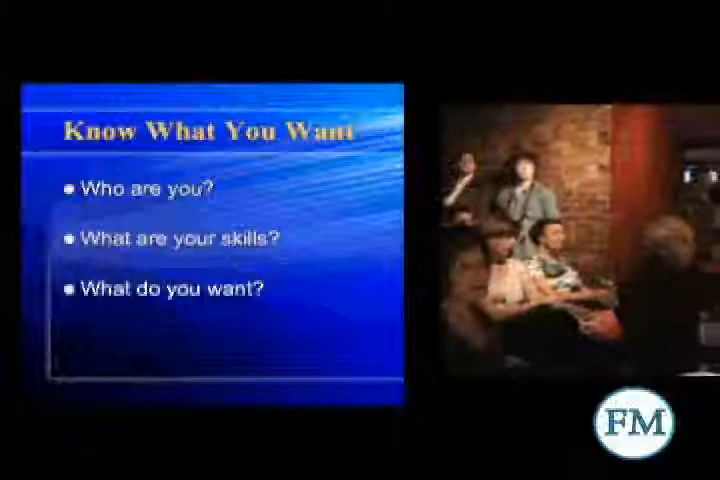 Know What You Want
Who are you?
What are your skills?
What do you want?
FM